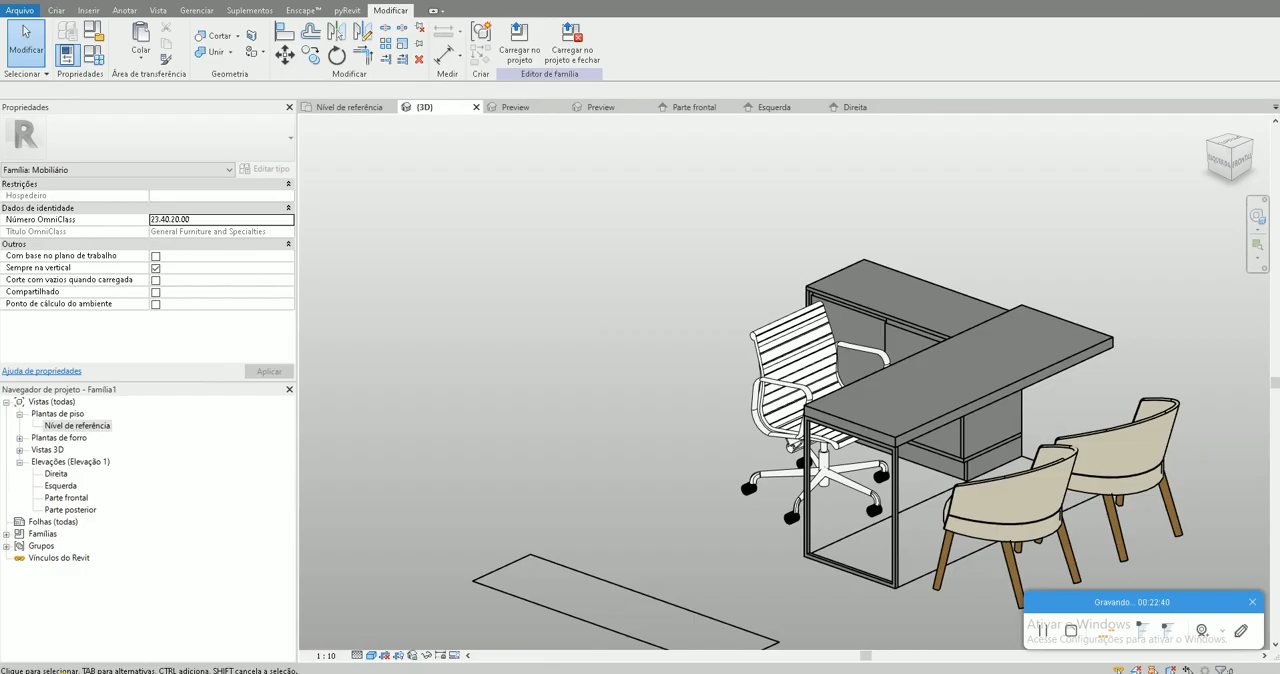 Arquivo Criar Inserir Anotar Vista Gerenciar Suplementos Enscape™ pyRevit Modificar
Modificar
Colar
Cortar
Unir
Carregar no projeto
Carregar no projeto e fechar
Selecionar Propriedades Área de transferência Geometria Modificar Medir Criar Editor de família
Propriedades
Nível de referência {3D} Preview Preview Parte frontal Esquerda Direita
R
Família: Mobiliário Editar tipo
Restrições
Hospedeiro
Dados de identidade
Número OmniClass 23.40.20.00
Título OmniClass General Furniture and Specialties
Outros
Com base no plano de trabalho
Sempre na vertical
Corte com vazios quando carregada
Compartilhado
Ponto de cálculo do ambiente
Ajuda de propriedades Aplicar
Navegador de projeto - Família1
Vistas (todas)
Plantas de piso
Nível de referência
Plantas de forro
Vistas 3D
Elevações (Elevação 1)
Direita
Esquerda
Parte frontal
Parte posterior
Folhas (todas)
Famílias
Grupos
Vínculos do Revit
ESQUERDA FRONTAL
Gravando... 00:22:40
Ativar o Windows
Acesse Configurações para ativar o Windows.
1 : 10
Clique para selecionar, TAB para alternativas, CTRL adiciona, SHIFT cancela a seleção.
:0